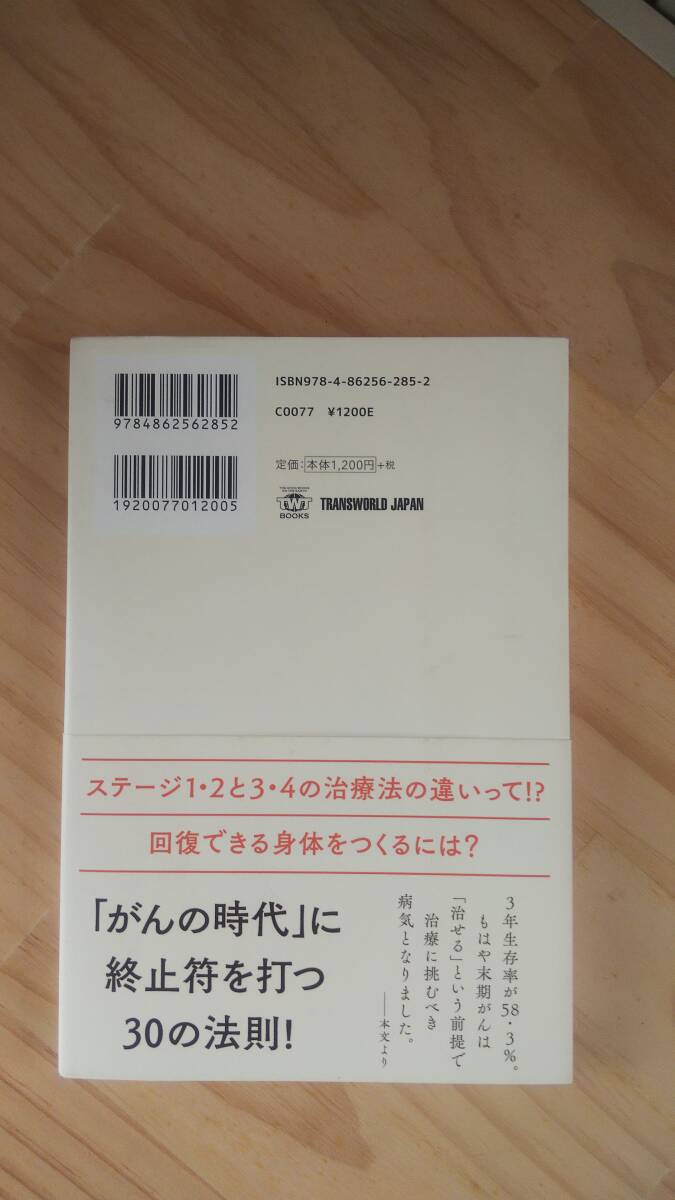 ISBN978-4-86256-285-2
C0077 ¥1200E
9784862562852
定価：本体1,200円+税
1920077012005
TWJ
BOOKS
TRANSWORLD JAPAN
ステージ1・2と3・4の治療法の違いって!?
回復できる身体をつくるには？
「がんの時代」に
終止符を打つ
30の法則！
3年生存率が58・3%。
もはや末期がんは
「治せる」という前提で
治療に挑むべき
病気となりました。
――本文より